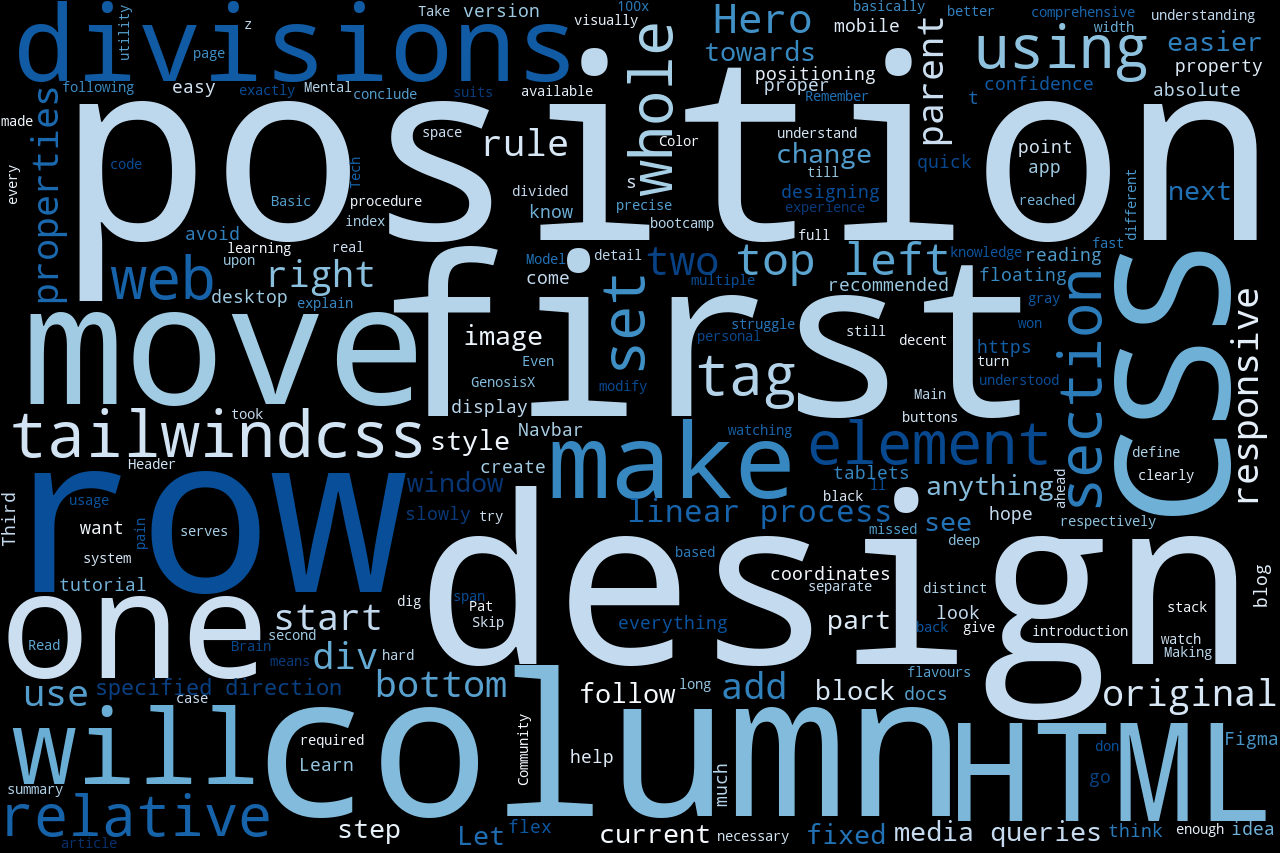 divisions
utility
z
page
Take version
100x
visually
Hero
towards
basically
mobile
better
comprehensive
understanding
width
using
easier
property
absolute
following
easy
exactly
Mental
conclude
suits
available
whole
positioning
proper
Remember
parent
confidence
t
made
properties
position
code
Tech
Basic
space
rule
Color
understand
change
till
designing
experience
quick
point
app
reached
different
next
every
procedure
index
divided
know
s
precise
bootcamp
full
avoid
learning
real
upon
web
right
desktop
explain
Model
come
detail
set
two
multiple
top left
recommended
knowledge
reading
fast
floating
gray
move
first
image
Even
GenosisX
display
struggle
personal
modify
tag
still
decent
Main
buttons
won
https
turn
understood
section
css
responsive
tailwindcss
took
style
Navbar
create
make
watching
element
tablets
ll
black
anything
define
clearly
ahead
Header
row
usage
Third
want
pain
serves
system
tutorial
window
slowly
try
linear process
missed
see
deep
hope
respectively
design
based
coordinates
separate
distinct
look
blog
one
Read
start
second
Brain
means
div
hard
dig
span
Pat
Skip
everything
part
back
give
introduction
stack
watch
Making
use
specified direction
case
bottom
follow
long
add
block
flavours
docs
original
will
column
required
Learn
Community
help
much
HTML
don
go
Figma
summary
relative
article
step
Let
flex
current
necessary
fixed
media queries
think
enough
idea